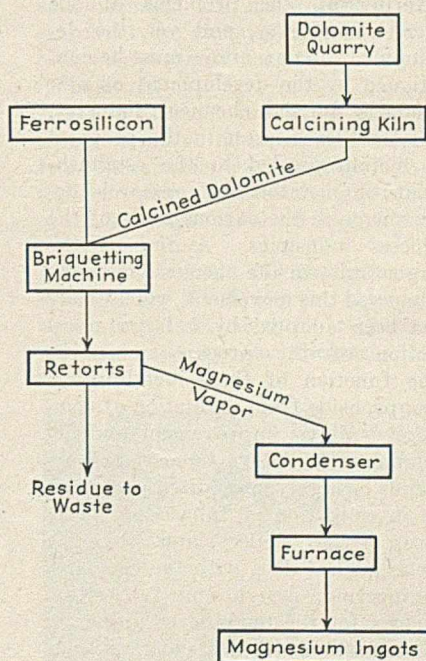 Dolomite
Quarry
Ferrosilicon
Calcining Kiln
Calcined Dolomite
Briquetting
Machine
Retorts
Magnesium
Vapor
Residue to
Waste
Condenser
Furnace
Magnesium Ingots